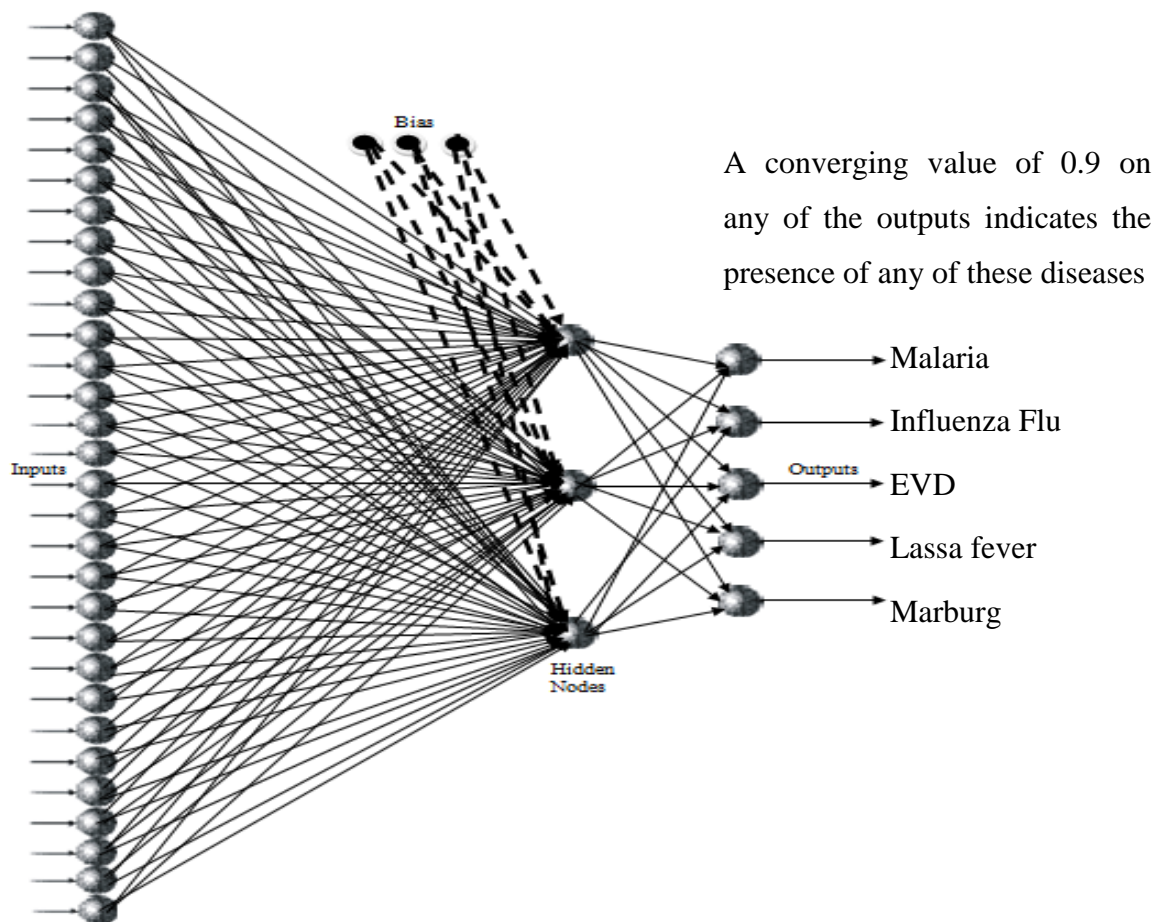 Bias
A converging value of 0.9 on
any of the outputs indicates the
presence of any of these diseases
Malaria
Influenza Flu
Inputs
Outputs
EVD
Lassa fever
Marburg
Hidden
Nodes